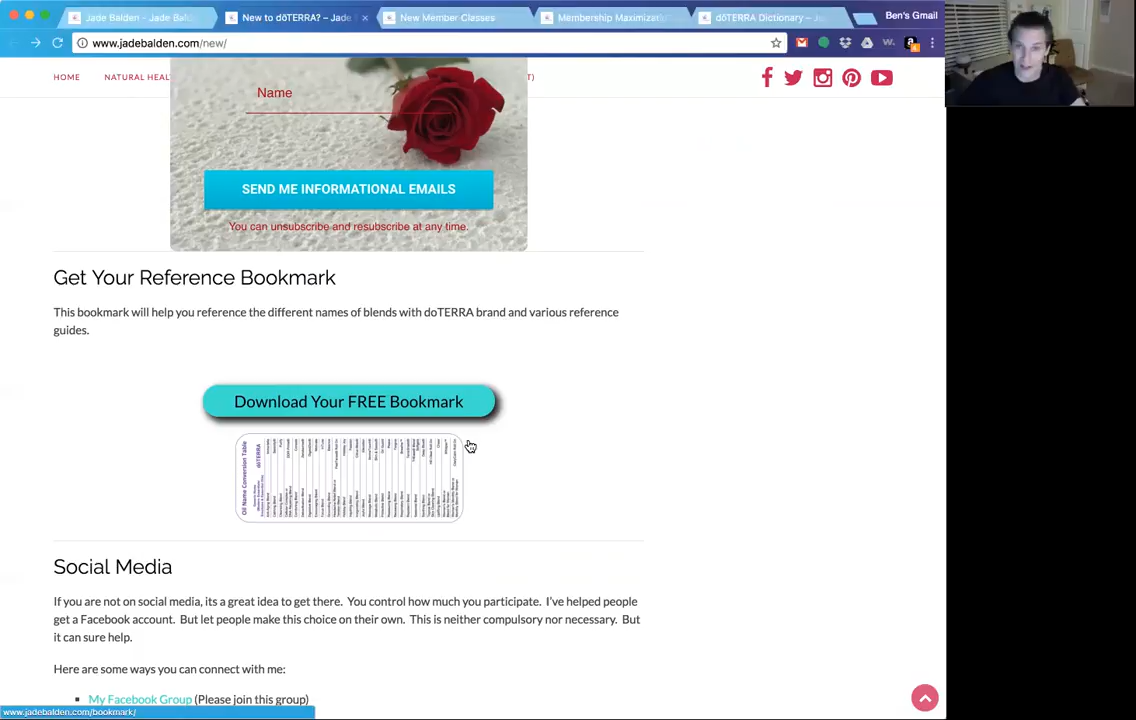 Jade Balden - Jade Bald
New to dōTERRA? – Jade
New Member Classes
Membership Maximizati
dōTERRA Dictionary – Ja
Ben's Gmail
www.jadebalden.com/new/
HOME
NATURAL HEAL
T)
Name
SEND ME INFORMATIONAL EMAILS
You can unsubscribe and resubscribe at any time.
Get Your Reference Bookmark
This bookmark will help you reference the different names of blends with doTERRA brand and various reference
guides.
Download Your FREE Bookmark
Oil Name Conversion Table
dōTERRA
Social Media
If you are not on social media, its a great idea to get there. You control how much you participate. I've helped people
get a Facebook account. But let people make this choice on their own. This is neither compulsory nor necessary. But
it can sure help.
Here are some ways you can connect with me:
My Facebook Group (Please join this group)
www.jadebalden.com/bookmark/